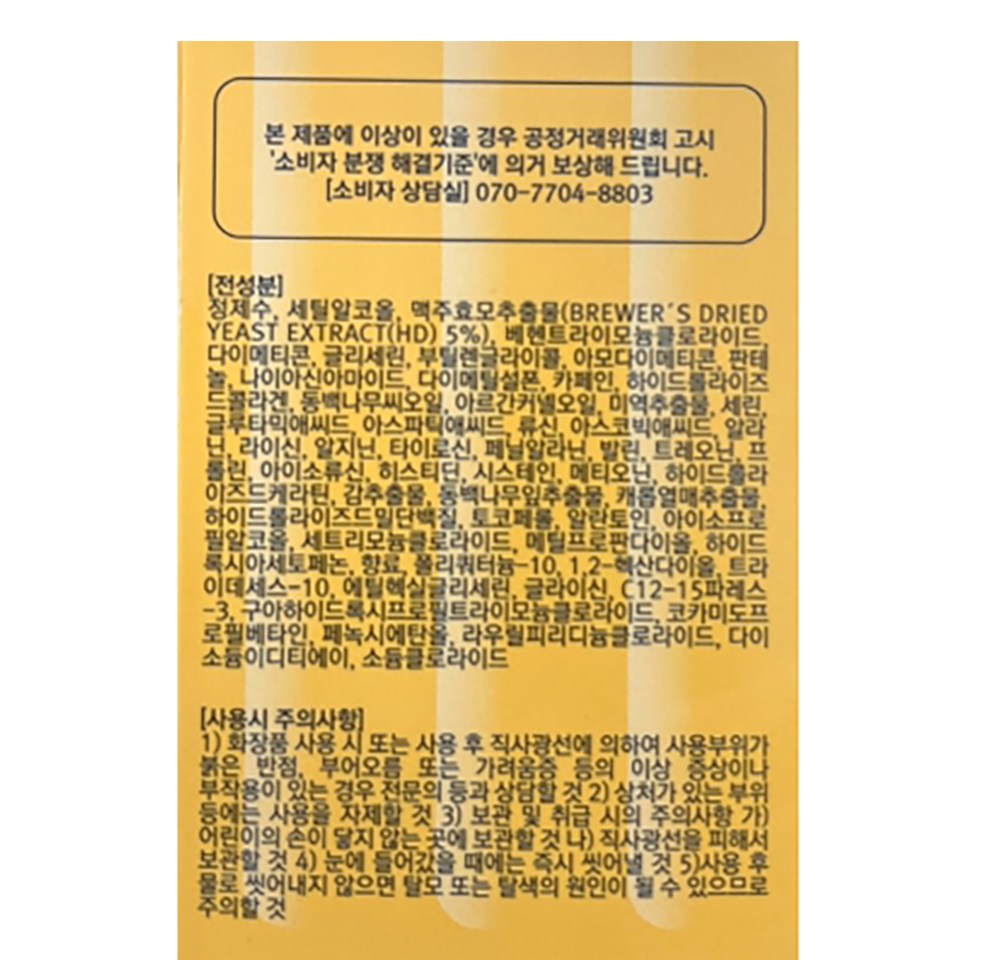 본 제품에 이상이 있을 경우 공정거래위원회 고시
'소비자 분쟁 해결기준'에 의거 보상해 드립니다.
[소비자 상담실] 070-7704-8803
[전성분]
정제수, 세틸알코올, 맥주효모추출물(BREWER´S DRIED
YEAST EXTRACT(HD) 5%), 베헨트라이모늄클로라이드,
다이메티콘, 글리세린, 부틸렌글라이콜, 아모다이메티콘, 판테
놀, 나이아신아마이드, 다이메틸설폰, 카페인, 하이드롤라이즈
드콜라겐, 동백나무씨오일, 아르간커넬오일, 미역추출물, 세린,
글루타믹애씨드, 아스파틱애씨드, 류신, 아스코빅애씨드, 알라
닌, 라이신, 알지닌, 타이로신, 페닐알라닌, 발린, 트레오닌, 프
롤린, 아이소류신, 히스티딘, 시스테인, 메티오닌, 하이드롤라
이즈드케라틴, 감추출물, 동백나무잎추출물, 캐롭열매추출물,
하이드롤라이즈드밀단백질, 토코페롤, 알란토인, 아이소프로
필알코올, 세트리모늄클로라이드, 메틸프로판다이올, 하이드
록시아세토페논, 향료, 폴리쿼터늄-10, 1,2-헥산다이올, 트라
이데세스-10, 에틸헥실글리세린, 글라이신, C12-15파레스
-3, 구아하이드록시프로필트라이모늄클로라이드, 코카미도프
로필베타인, 페녹시에탄올, 라우릴피리디늄클로라이드, 다이
소듐이디티에이, 소듐클로라이드
[사용시 주의사항]
1) 화장품 사용 시 또는 사용 후 직사광선에 의하여 사용부위가
붉은 반점, 부어오름 또는 가려움증 등의 이상 증상이나
부작용이 있는 경우 전문의 등과 상담할 것 2) 상처가 있는 부위
등에는 사용을 자제할 것 3) 보관 및 취급 시의 주의사항 가)
어린이의 손이 닿지 않는 곳에 보관할 것 나) 직사광선을 피해서
보관할 것 4) 눈에 들어갔을 때에는 즉시 씻어낼 것 5)사용 후
물로 씻어내지 않으면 탈모 또는 탈색의 원인이 될 수 있으므로
주의할 것